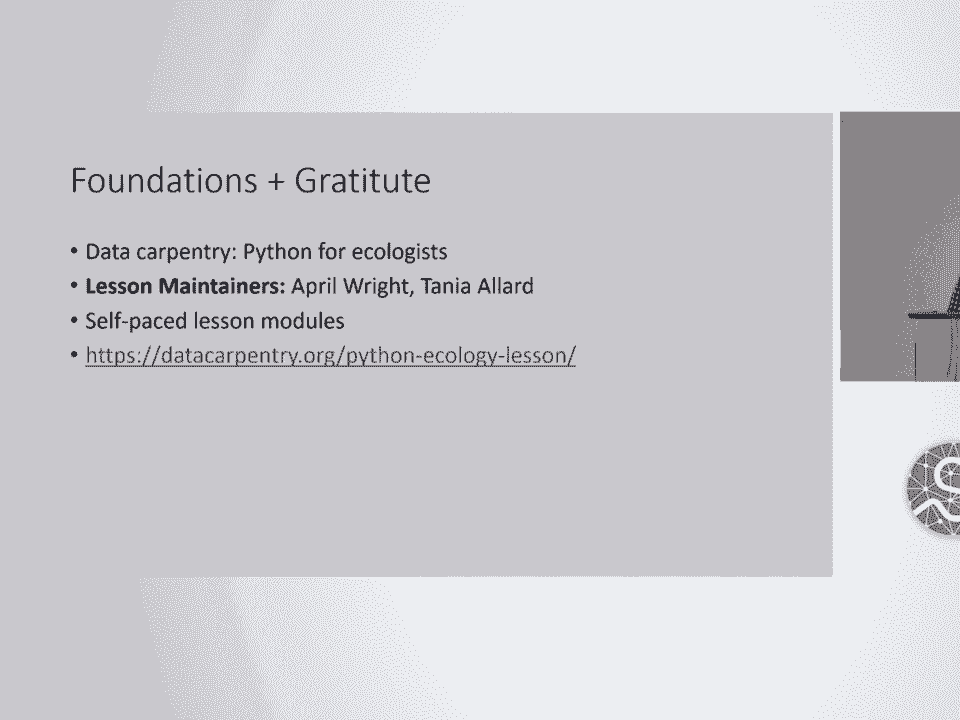 Foundations + Gratitute
• Data carpentry: Python for ecologists
• Lesson Maintainers: April Wright, Tania Allard
• Self-paced lesson modules
• https://datacarpentry.org/python-ecology-lesson/